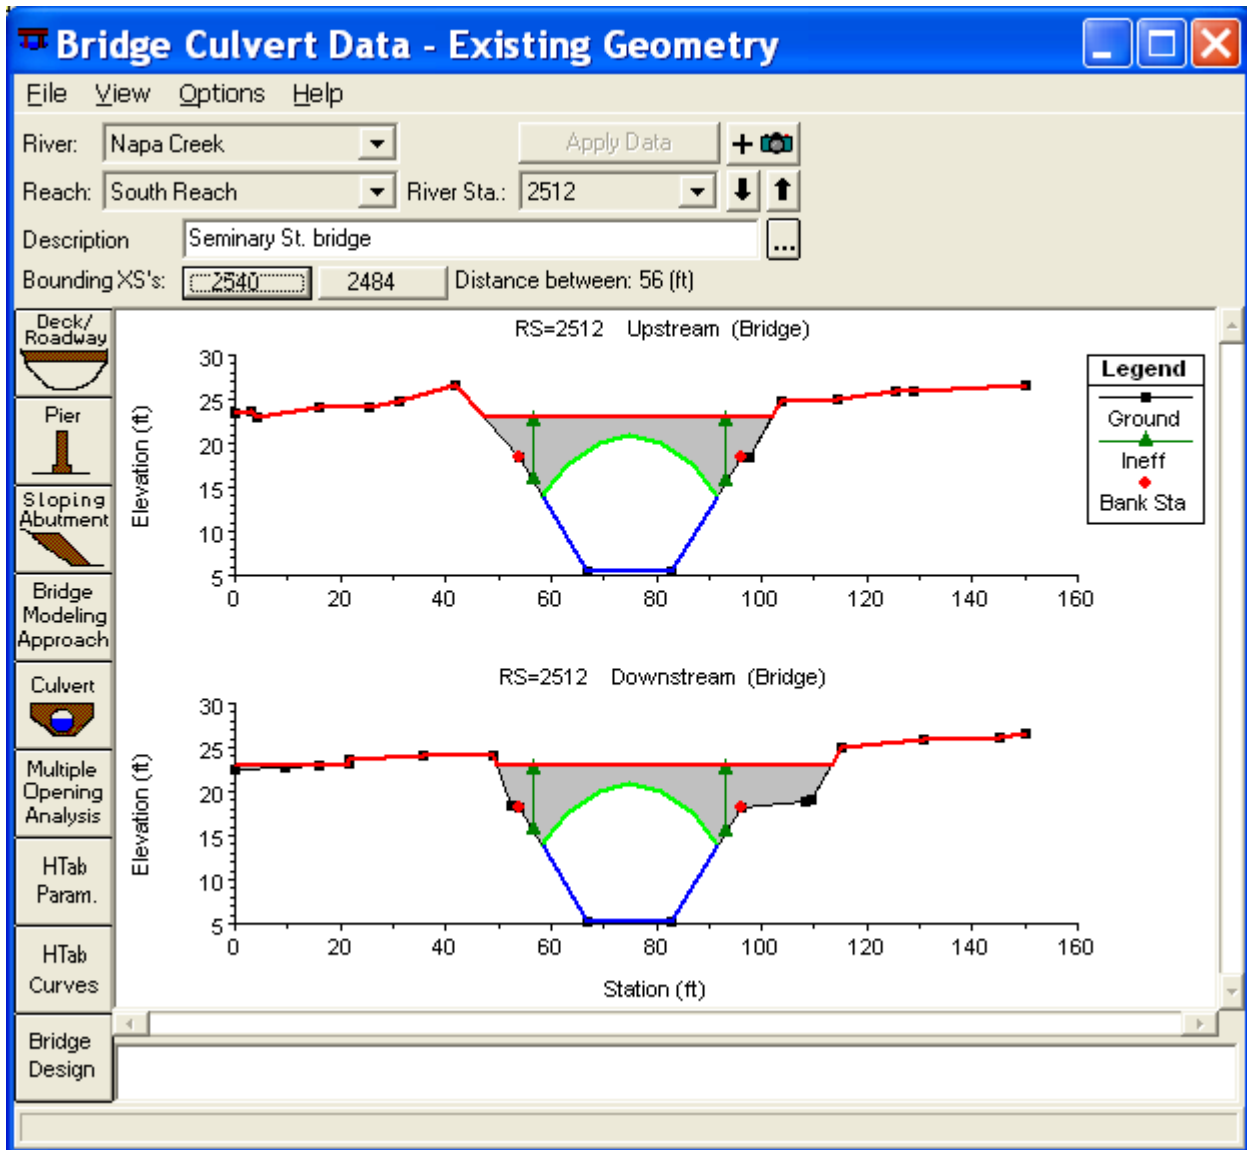 Bridge Culvert Data - Existing Geometry
File View Options Help
River: Napa Creek Apply Data +
Reach: South Reach River Sta.: 2512
Description Seminary St. bridge ...
Bounding XS's: 2540 2484 Distance between: 56 (ft)
Deck/
Roadway
Pier
Sloping
Abutment
Bridge
Modeling
Approach
Culvert
Multiple
Opening
Analysis
HTab
Param.
HTab
Curves
Bridge
Design
RS=2512 Upstream (Bridge)
Elevation (ft)
30
25
20
15
10
5
0 20 40 60 80 100 120 140 160
Legend
Ground
Ineff
Bank Sta
RS=2512 Downstream (Bridge)
Elevation (ft)
30
25
20
15
10
5
0 20 40 60 80 100 120 140 160
Station (ft)